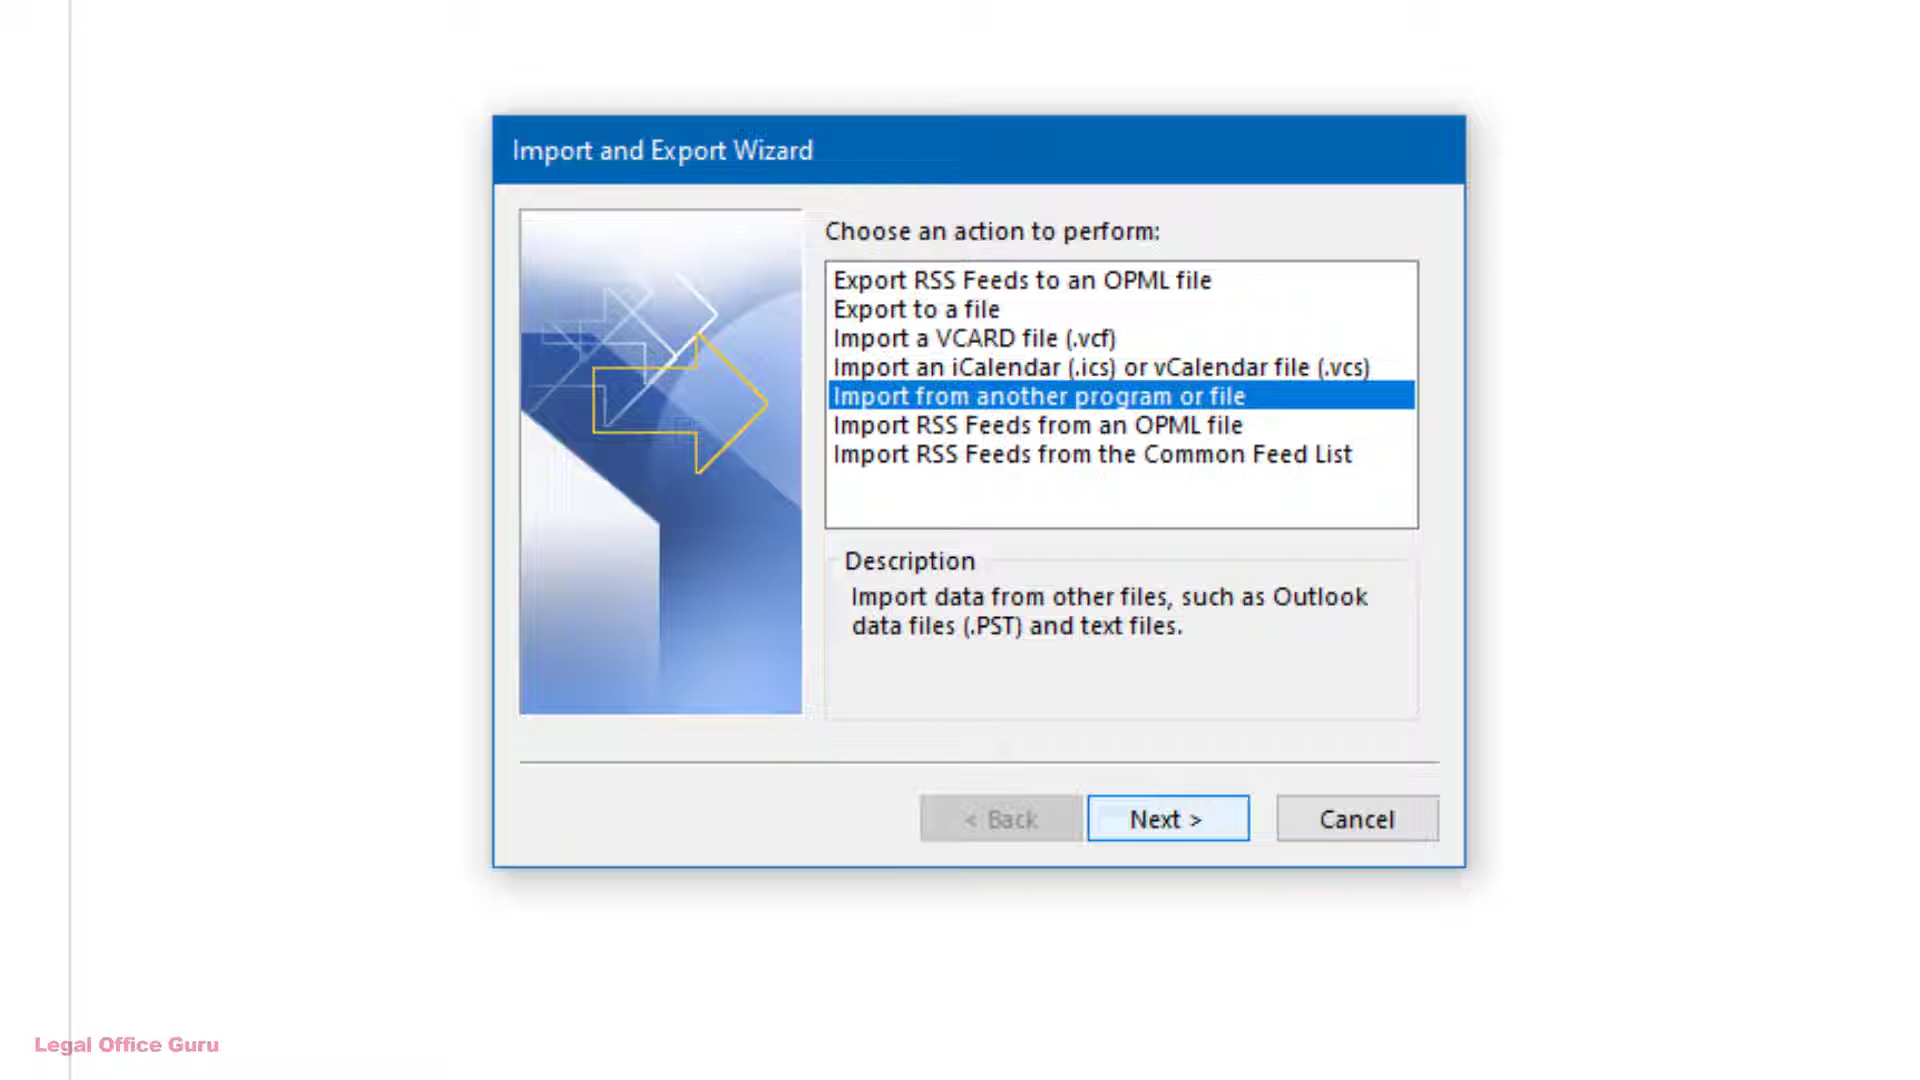 Import and Export Wizard
Choose an action to perform:
Export RSS Feeds to an OPML file
Export to a file
Import a VCARD file (.vcf)
Import an iCalendar (.ics) or vCalendar file (.vcs)
Import from another program or file
Import RSS Feeds from an OPML file
Import RSS Feeds from the Common Feed List
Description
Import data from other files, such as Outlook
data files (.PST) and text files.
< Back
Next >
Cancel
Legal Office Guru